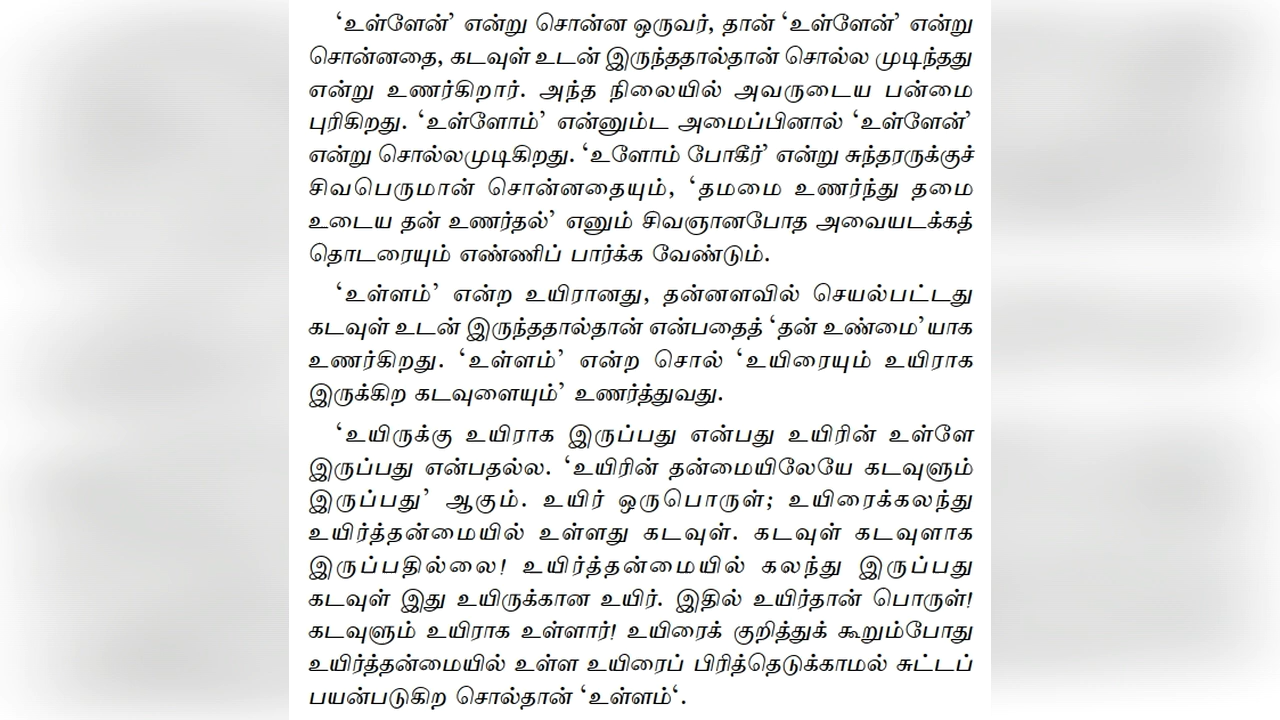 ‘உள்ளேன்’ என்று சொன்ன ஒருவர், தான் ‘உள்ளேன்’ என்று
சொன்னதை, கடவுள் உடன் இருந்ததால்தான் சொல்ல முடிந்தது
என்று உணர்கிறார். அந்த நிலையில் அவருடைய பன்மை
புரிகிறது. ‘உள்ளோம்’ என்னும்ட அமைப்பினால் ‘உள்ளேன்’
என்று சொல்லமுடிகிறது. ‘உளோம் போகீர்’ என்று சுந்தரருக்குச்
சிவபெருமான் சொன்னதையும், ‘தமமை உணர்ந்து தமை
உடைய தன் உணர்தல்’ எனும் சிவஞானபோத அவையடக்கத்
தொடரையும் எண்ணிப் பார்க்க வேண்டும்.
‘உள்ளம்’ என்ற உயிரானது, தன்னளவில் செயல்பட்டது
கடவுள் உடன் இருந்ததால்தான் என்பதைத் ‘தன் உண்மை’யாக
உணர்கிறது. ‘உள்ளம்’ என்ற சொல் ‘உயிரையும் உயிராக
இருக்கிற கடவுளையும்’ உணர்த்துவது.
‘உயிருக்கு உயிராக இருப்பது என்பது உயிரின் உள்ளே
இருப்பது என்பதல்ல. ‘உயிரின் தன்மையிலேயே கடவுளும்
இருப்பது’ ஆகும். உயிர் ஒருபொருள்; உயிரைக்கலந்து
உயிர்த்தன்மையில் உள்ளது கடவுள். கடவுள் கடவுளாக
இருப்பதில்லை! உயிர்த்தன்மையில் கலந்து இருப்பது
கடவுள் இது உயிருக்கான உயிர். இதில் உயிர்தான் பொருள்!
கடவுளும் உயிராக உள்ளார்! உயிரைக் குறித்துக் கூறும்போது
உயிர்த்தன்மையில் உள்ள உயிரைப் பிரித்தெடுக்காமல் சுட்டப்
பயன்படுகிற சொல்தான் ‘உள்ளம்‘.